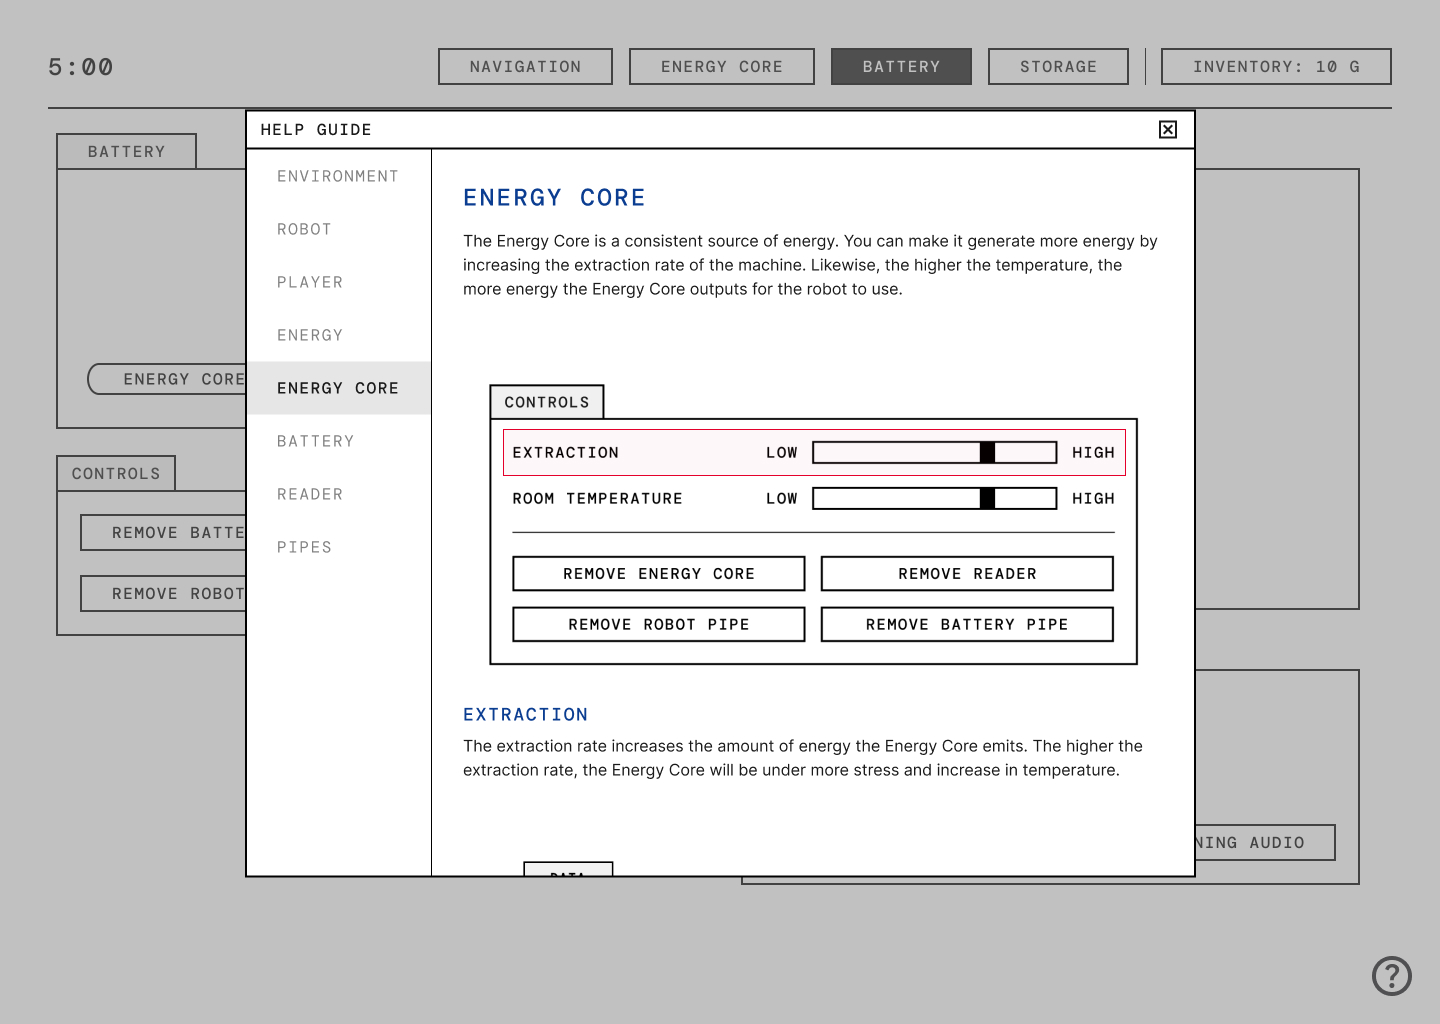 5:00
NAVIGATION
ENERGY CORE
BATTERY
STORAGE
INVENTORY: 10 G
HELP GUIDE
BATTERY
ENERGY CORE
CONTROLS
REMOVE BATTE
REMOVE ROBOT
ENVIRONMENT
ROBOT
PLAYER
ENERGY
ENERGY CORE
BATTERY
READER
PIPES
ENERGY CORE
The Energy Core is a consistent source of energy. You can make it generate more energy by
increasing the extraction rate of the machine. Likewise, the higher the temperature, the
more energy the Energy Core outputs for the robot to use.
CONTROLS
EXTRACTION LOW HIGH
ROOM TEMPERATURE LOW HIGH
REMOVE ENERGY CORE
REMOVE READER
REMOVE ROBOT PIPE
REMOVE BATTERY PIPE
EXTRACTION
The extraction rate increases the amount of energy the Energy Core emits. The higher the
extraction rate, the Energy Core will be under more stress and increase in temperature.
DATA
NING AUDIO
?